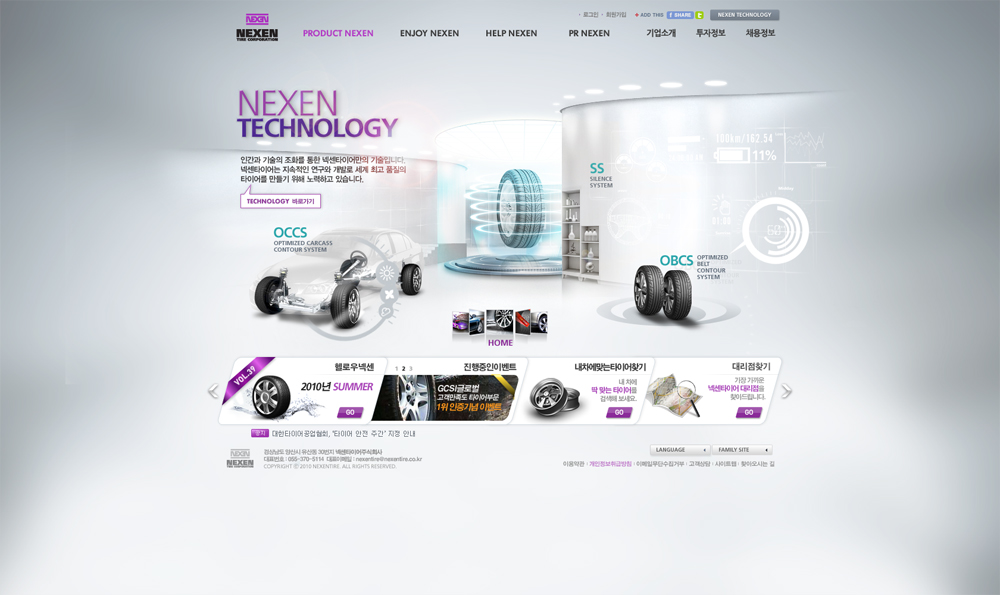 NEXEN
NEXEN
TIRE CORPORATION
로그인 회원가입 ADD THIS SHARE NEXEN TECHNOLOGY
PRODUCT NEXEN ENJOY NEXEN HELP NEXEN PR NEXEN 기업소개 투자정보 채용정보
NEXEN
TECHNOLOGY
인간과 기술의 조화를 통한 넥센타이어만의 기술입니다.
넥센타이어는 지속적인 연구와 개발로 세계 최고 품질의
타이어를 만들기 위해 노력하고 있습니다.
TECHNOLOGY 바로가기
SS
SILENCE
SYSTEM
100km/162.54
11%
OCCS
OPTIMIZED CARCASS
CONTOUR SYSTEM
OBCS
OPTIMIZED
BELT
CONTOUR
SYSTEM
HOME
VOL.39
헬로우넥센
2010년 SUMMER
GO
1 2 3
진행중인이벤트
GCSI글로벌
고객만족도 타이어부문
1위 인증기념 이벤트
내차에맞는타이어찾기
내 차에
딱 맞는 타이어를
검색해 보세요.
GO
대리점찾기
가장 가까운
넥센타이어 대리점을
찾아드립니다.
GO
공지 대한타이어공업협회, "타이어 안전 주간" 지정 안내
NEXEN
경상남도 양산시 유산동 30번지 넥센타이어주식회사
대표번호 : 055-370-5114 대표이메일 : nexentire@nexentire.co.kr
COPYRIGHT ⓒ 2010 NEXENTIRE. ALL RIGHTS RESERVED.
LANGUAGE FAMILY SITE
이용약관 개인정보취급방침 이메일무단수집거부 고객상담 사이트맵 찾아오시는 길